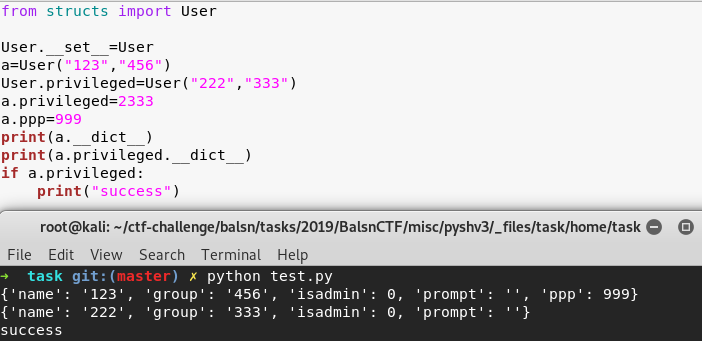 from structs import User
User.__set__=User
a=User("123","456")
User.privileged=User("222","333")
a.privileged=2333
a.ppp=999
print(a.__dict__)
print(a.privileged.__dict__)
if a.privileged:
    print("success")
root@kali: ~/ctf-challenge/balsn/tasks/2019/BalsnCTF/misc/pyshv3/_files/task/home/task
File Edit View Search Terminal Help
➜ task git:(master) ✗ python test.py
{'name': '123', 'group': '456', 'isadmin': 0, 'prompt': '', 'ppp': 999}
{'name': '222', 'group': '333', 'isadmin': 0, 'prompt': ''}
success